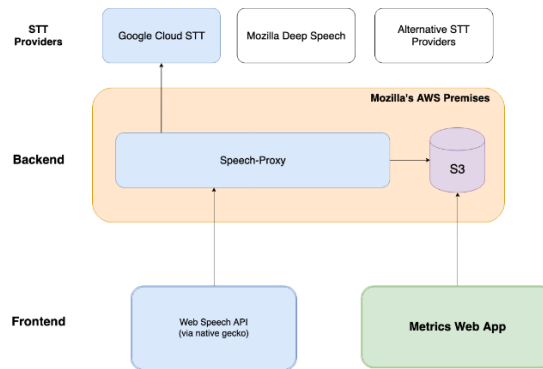 STT
Providers
Google Cloud STT
Mozilla Deep Speech
Alternative STT
Providers
Mozilla's AWS Premises
Backend
Speech-Proxy
S3
Frontend
Web Speech API
(via native gecko)
Metrics Web App